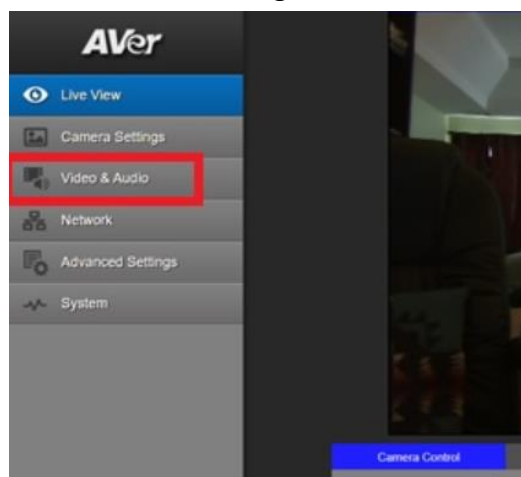 AVer
Live View
Camera Settings
Video & Audio
Network
Advanced Settings
System
Camera Control